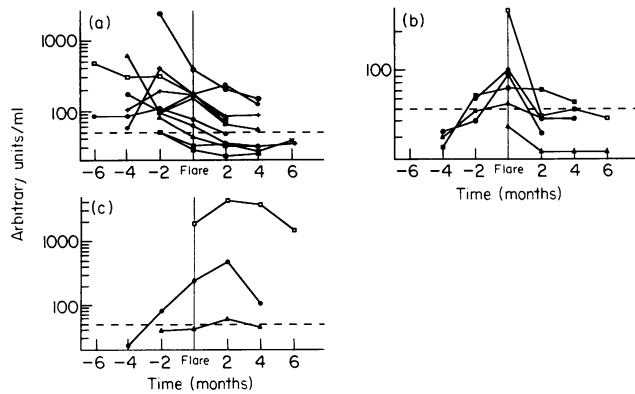 (a)
1000
100
-6 -4 -2 Flare 2 4 6
(b)
100
-6 -4 -2 Flare 2 4 6
Time (months)
Arbitrary units/ml
(c)
1000
100
-6 -4 -2 Flare 2 4 6
Time (months)